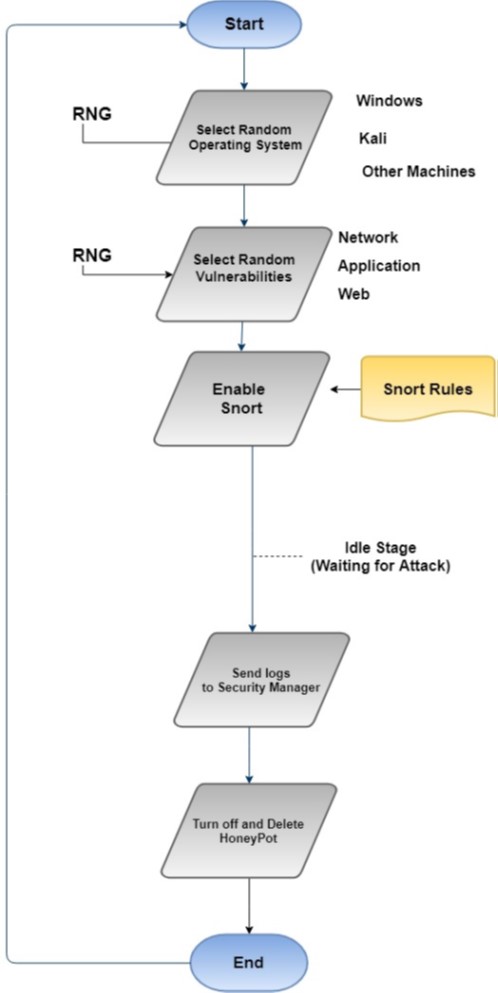 Start
RNG
Select Random
Operating System
Windows
Kali
Other Machines
RNG
Select Random
Vulnerabilities
Network
Application
Web
Enable
Snort
Snort Rules
Idle Stage
(Waiting for Attack)
Send logs
to Security Manager
Turn off and Delete
HoneyPot
End